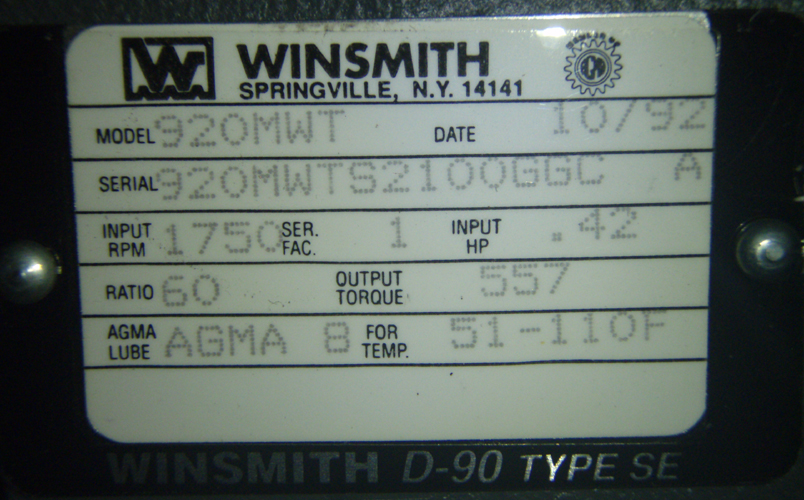 WINSMITH
SPRINGVILLE, N.Y. 14141
MODEL 920MWT DATE 10/92
SERIAL 920MWTS2100GGC A
INPUT RPM 1750 SER. FAC. 1 INPUT HP .42
RATIO 60 OUTPUT TORQUE 557
AGMA LUBE AGMA 8 FOR TEMP. 51-110F
WINSMITH D-90 TYPE SE